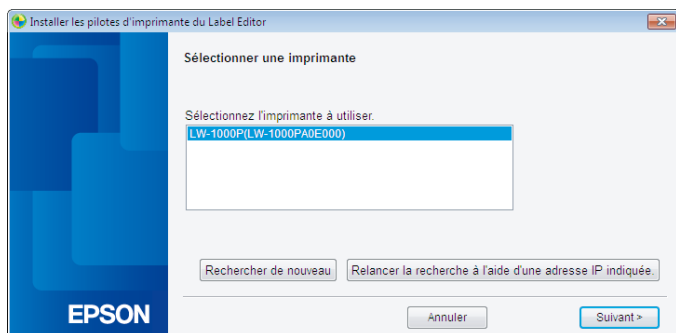 Installer les pilotes d'imprimante du Label Editor
Sélectionner une imprimante
Sélectionnez l'imprimante à utiliser.
LW-1000P(LW-1000PA0E000)
Rechercher de nouveau
Relancer la recherche à l'aide d'une adresse IP indiquée.
EPSON
Annuler
Suivant >